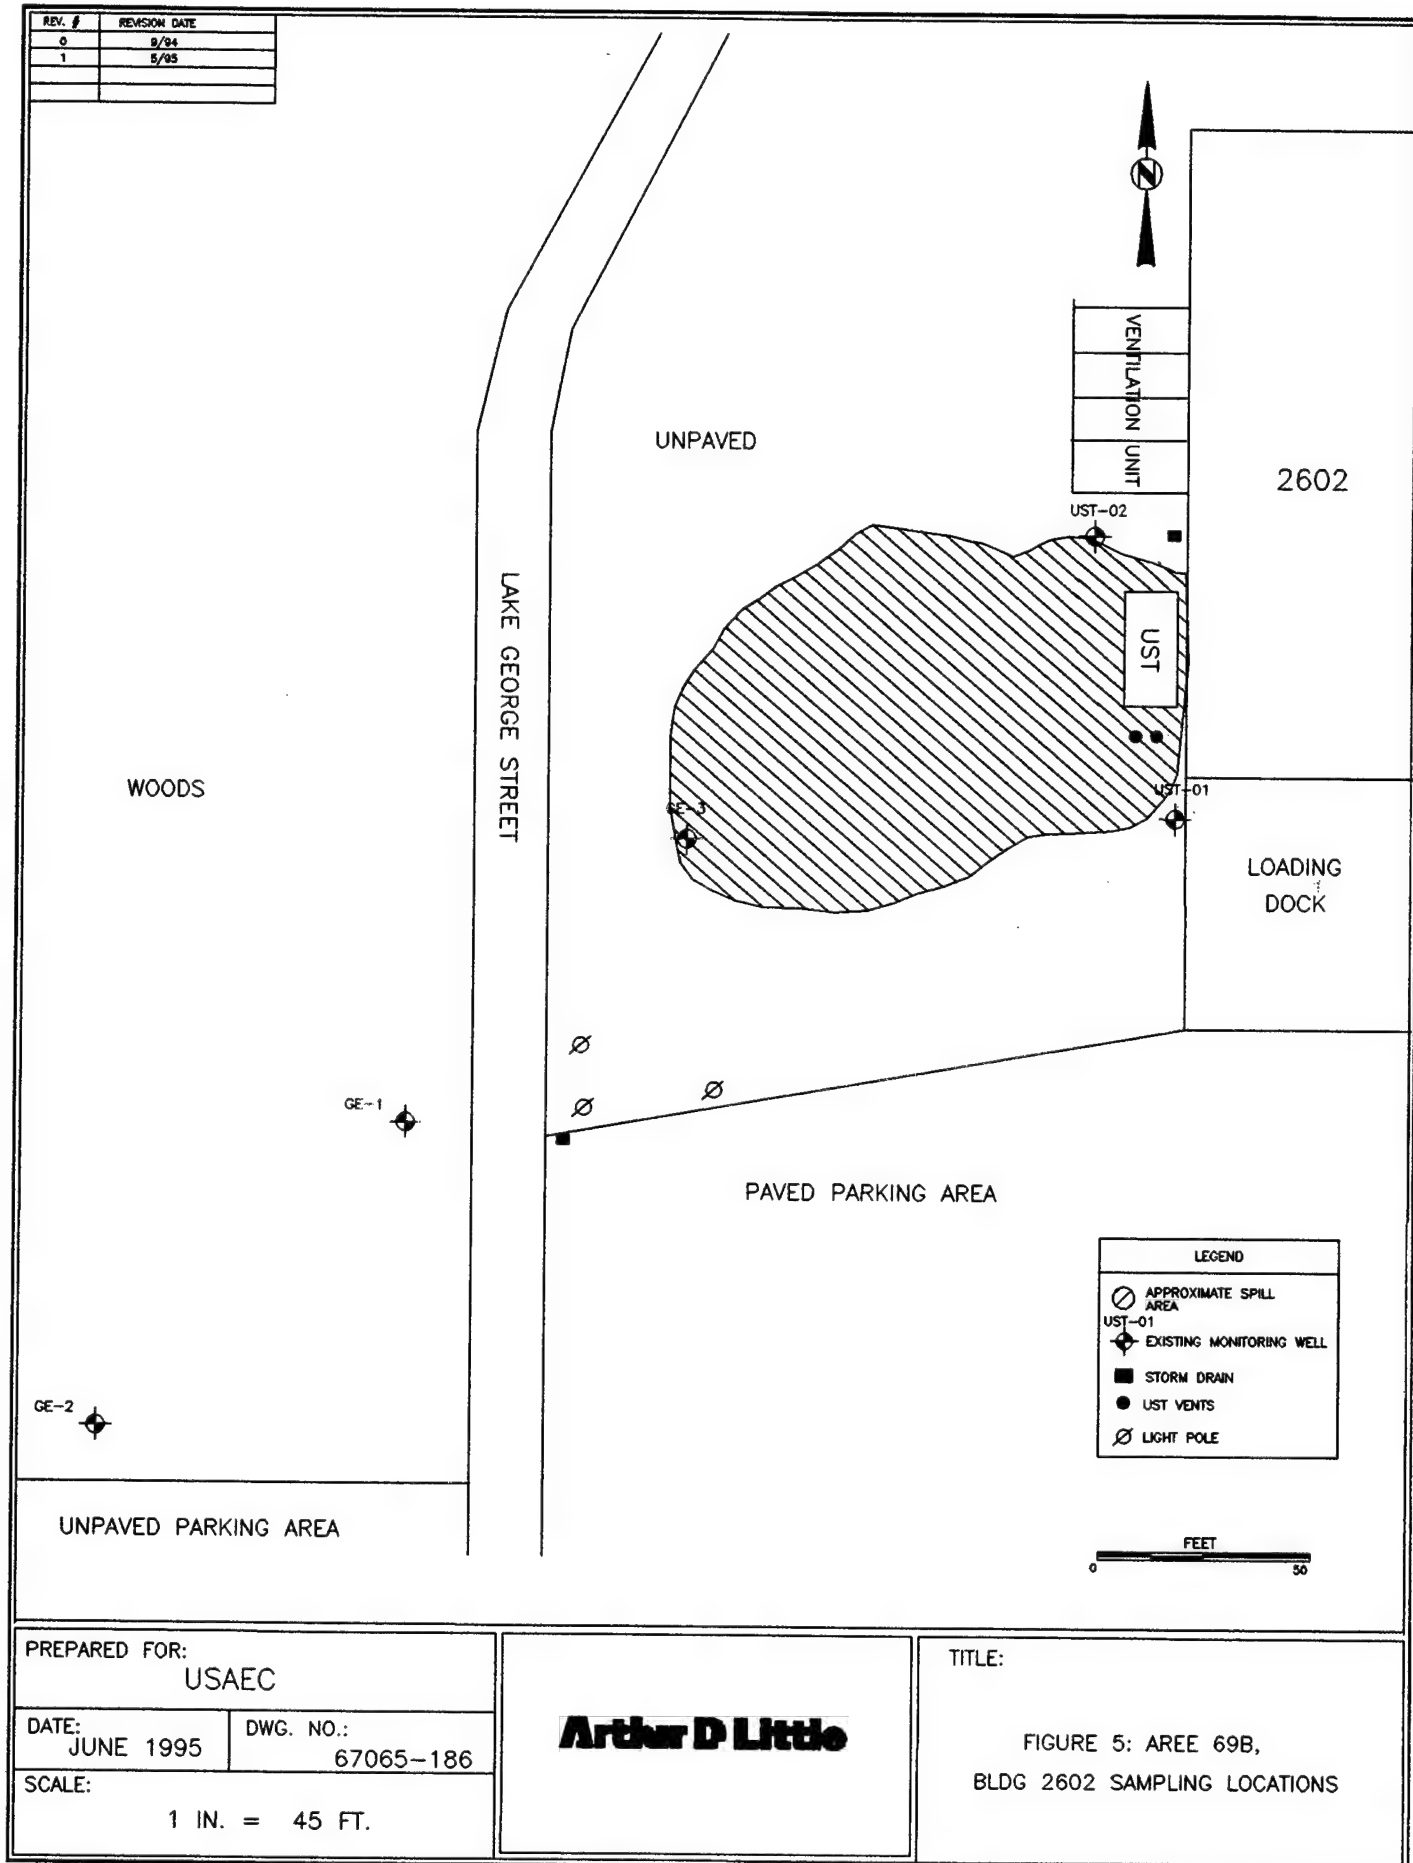 REV. # REVISION DATE
0 9/94
1 5/95
N
VENTILATION UNIT
UNPAVED
2602
UST-02
LAKE GEORGE STREET
UST
WOODS
UST-01
GE-3
LOADING
DOCK
GE-1
PAVED PARKING AREA
LEGEND
APPROXIMATE SPILL
AREA
UST-01
EXISTING MONITORING WELL
STORM DRAIN
UST VENTS
LIGHT POLE
GE-2
UNPAVED PARKING AREA
FEET
0 50
PREPARED FOR:
USAEC
DATE:
JUNE 1995
DWG. NO.:
67065-186
SCALE:
1 IN. = 45 FT.
Arthur D Little
TITLE:
FIGURE 5: AREE 69B,
BLDG 2602 SAMPLING LOCATIONS